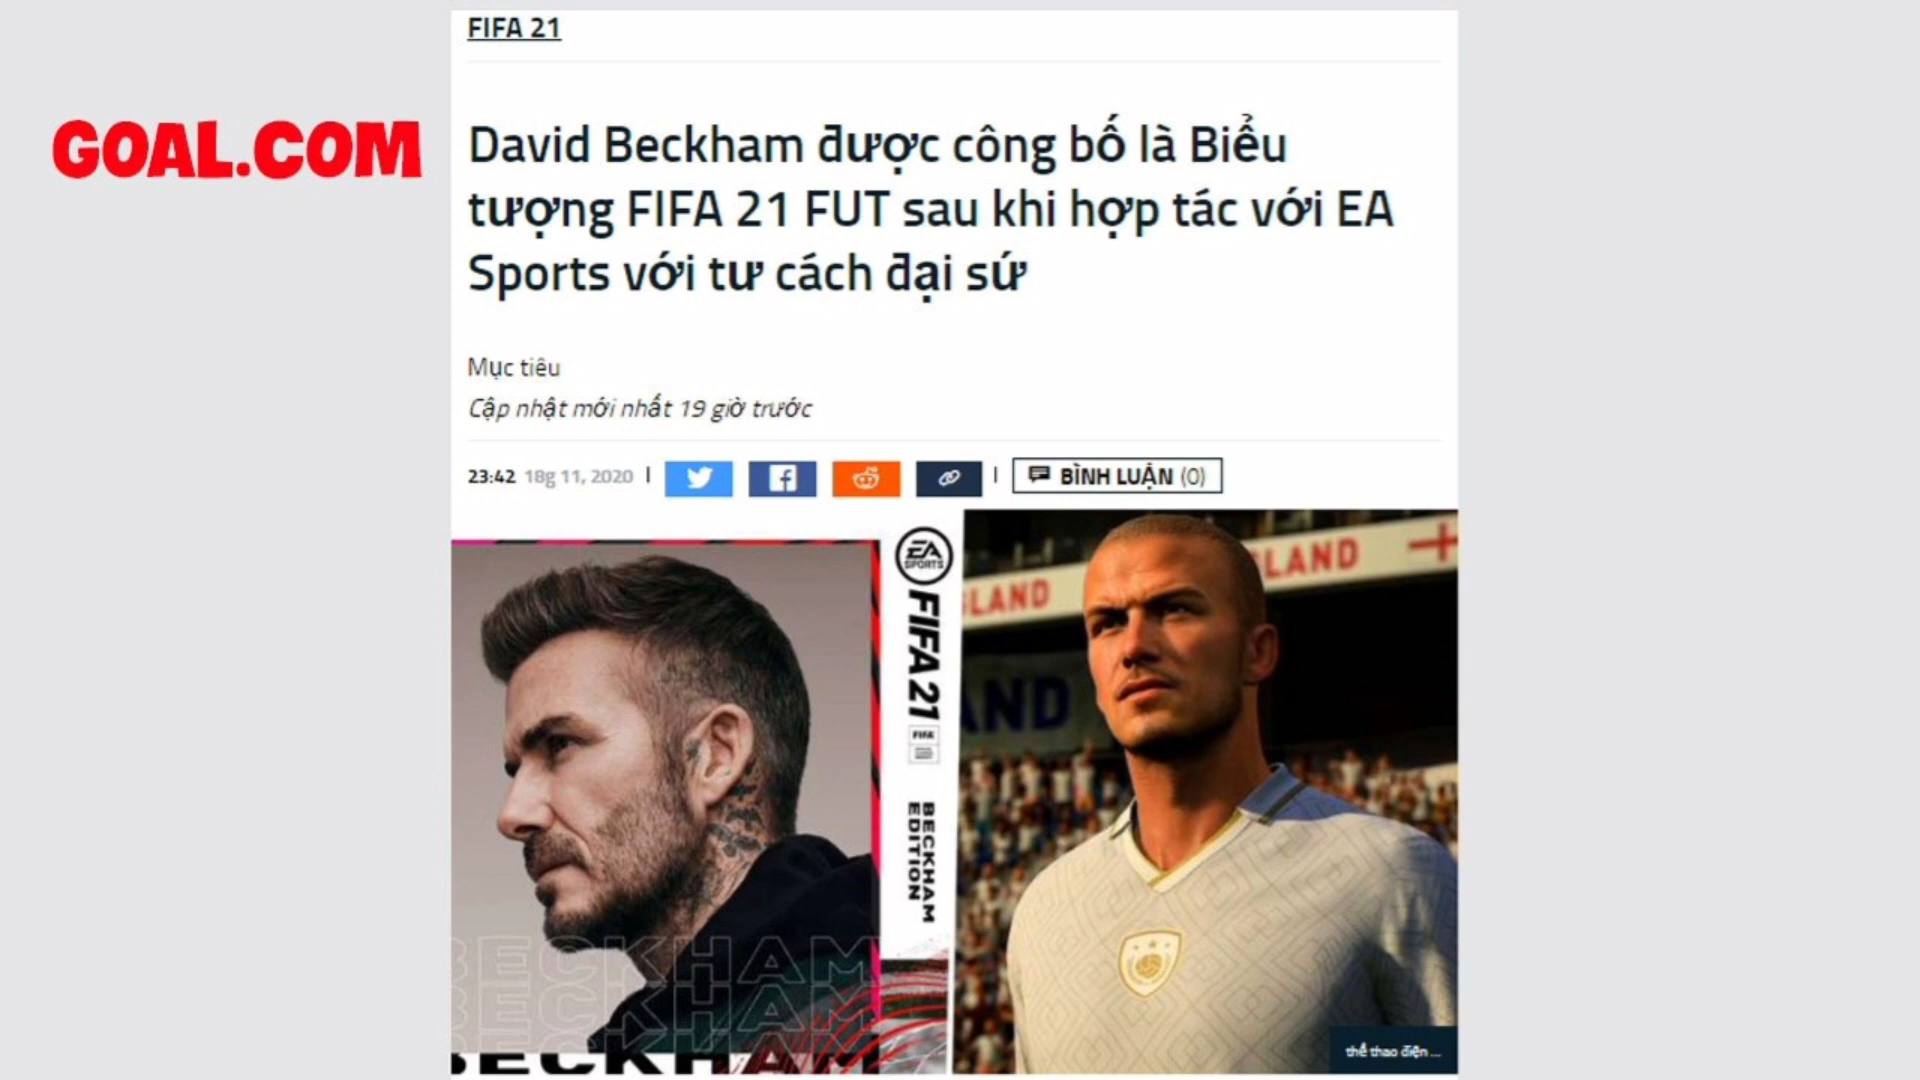 FIFA 21
GOAL.COM
David Beckham được công bố là Biểu
tượng FIFA 21 FUT sau khi hợp tác với EA
Sports với tư cách đại sứ
Mục tiêu
Cập nhật mới nhất 19 giờ trước
23:42 18g 11, 2020 | | BÌNH LUẬN (0)
EA
SPORTS
FIFA 21
FIFA
BECKHAM
EDITION
LAND
LAND
AND
BECKHAM
BECKHAM
BECKHAM
thể thao điện ...